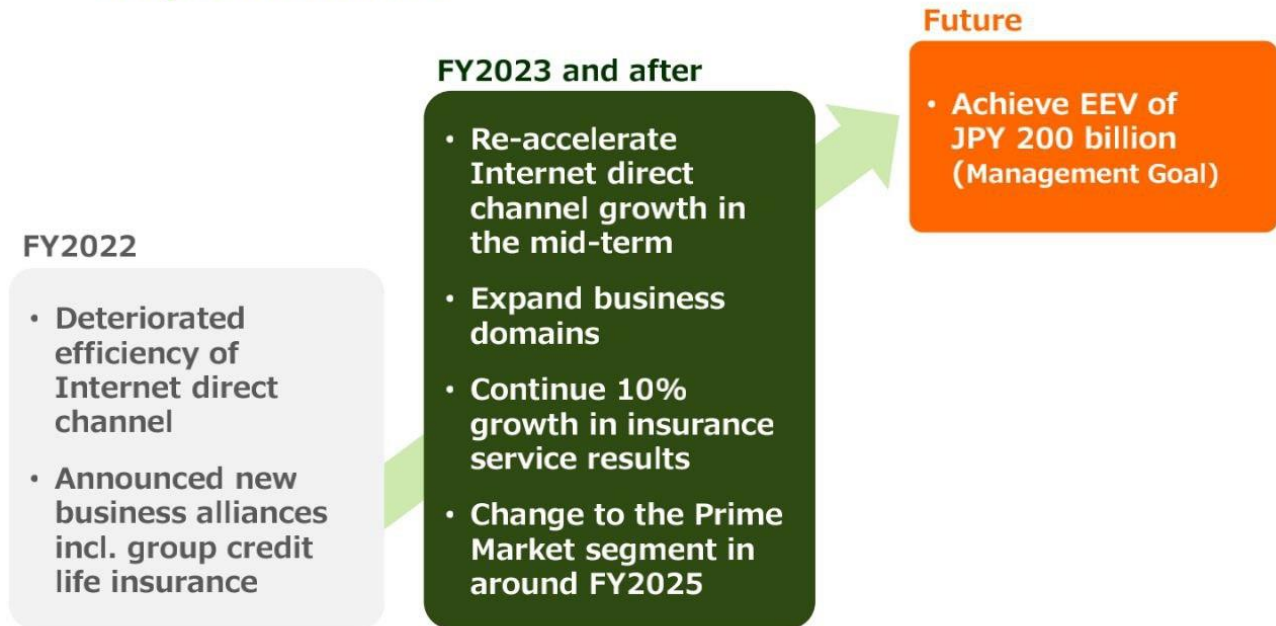 FY2022
• Deteriorated
efficiency of
Internet direct
channel
• Announced new
business alliances
incl. group credit
life insurance
FY2023 and after
• Re-accelerate
Internet direct
channel growth in
the mid-term
• Expand business
domains
• Continue 10%
growth in insurance
service results
• Change to the Prime
Market segment in
around FY2025
Future
• Achieve EEV of
JPY 200 billion
(Management Goal)